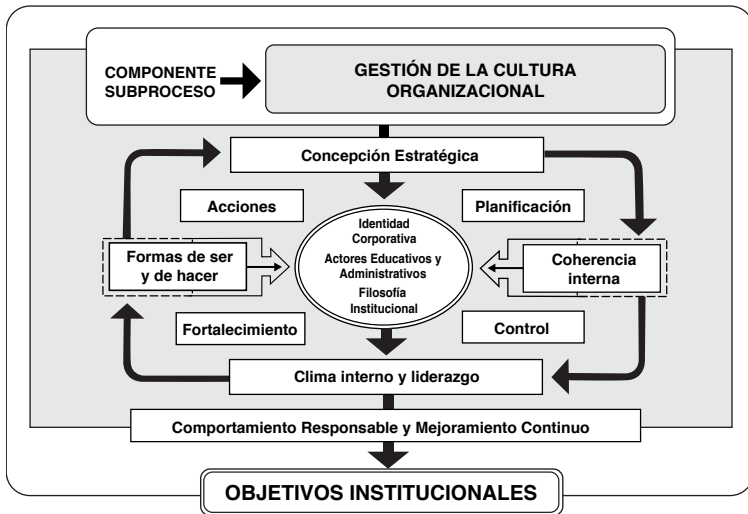 COMPONENTE
SUBPROCESO
GESTIÓN DE LA CULTURA
ORGANIZACIONAL
Concepción Estratégica
Acciones
Planificación
Identidad
Corporativa
Actores Educativos y
Administrativos
Filosofía
Institucional
Formas de ser
y de hacer
Coherencia
interna
Fortalecimiento
Control
Clima interno y liderazgo
Comportamiento Responsable y Mejoramiento Continuo
OBJETIVOS INSTITUCIONALES